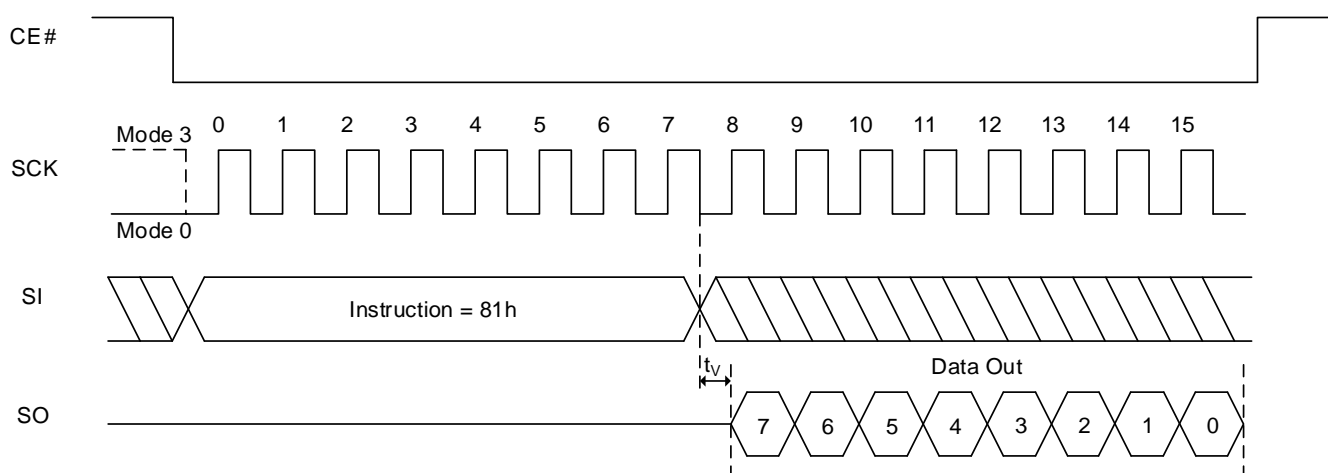 CE#
Mode 3 0 1 2 3 4 5 6 7 8 9 10 11 12 13 14 15
SCK
Mode 0
SI Instruction = 81h
tV Data Out
SO 7 6 5 4 3 2 1 0